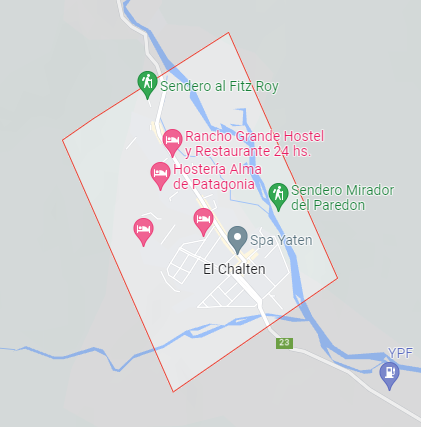 Sendero al Fitz Roy
Rancho Grande Hostel
y Restaurante 24 hs.
Hostería Alma
de Patagonia
Sendero Mirador
del Paredon
Spa Yaten
El Chalten
23
YPF